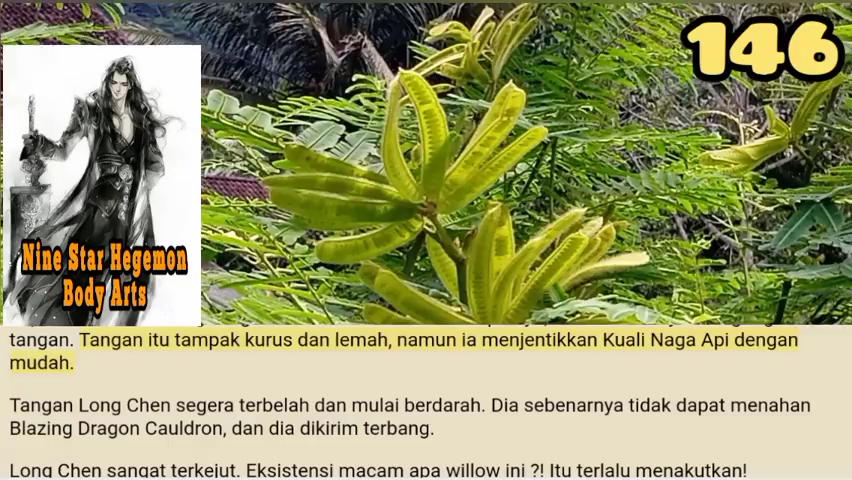 146
Nine Star Hegemon
Body Arts
tangan. Tangan itu tampak kurus dan lemah, namun ia menjentikkan Kuali Naga Api dengan
mudah.
Tangan Long Chen segera terbelah dan mulai berdarah. Dia sebenarnya tidak dapat menahan
Blazing Dragon Cauldron, dan dia dikirim terbang.
Long Chen sangat terkejut. Eksistensi macam apa willow ini ?! Itu terlalu menakutkan!